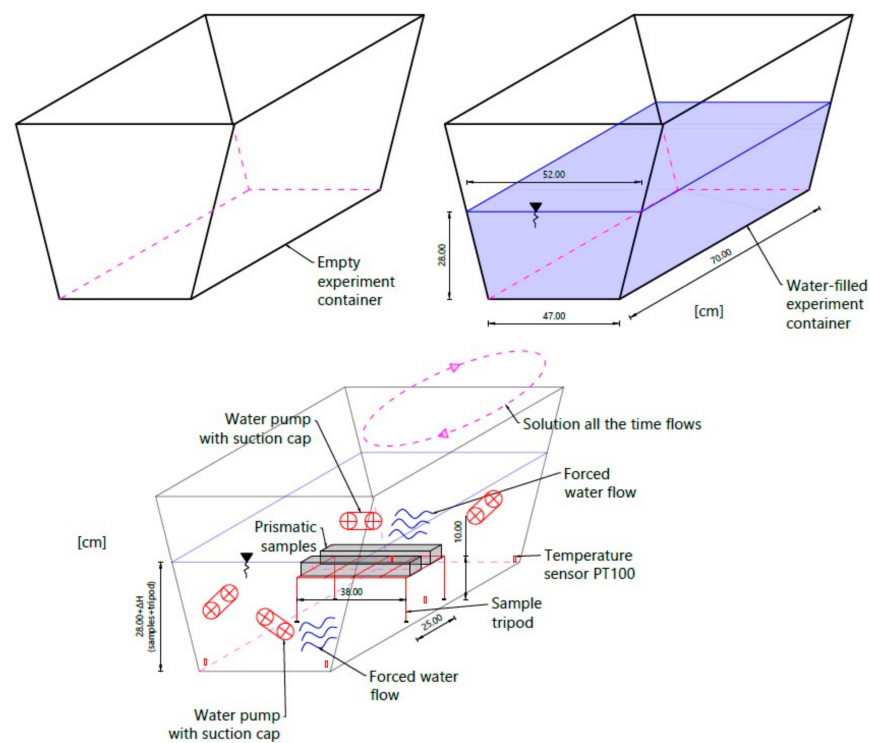 Empty
experiment
container
52.00
28.00
70.00
47.00
[cm]
Water-filled
experiment
container
Water pump
with suction cap
Solution all the time flows
Forced
water flow
[cm]
Prismatic
samples
10.00
Temperature
sensor PT100
38.00
28.00+ΔH
(samples+tripod)
Sample
tripod
25.00
Forced water
flow
Water pump
with suction cap